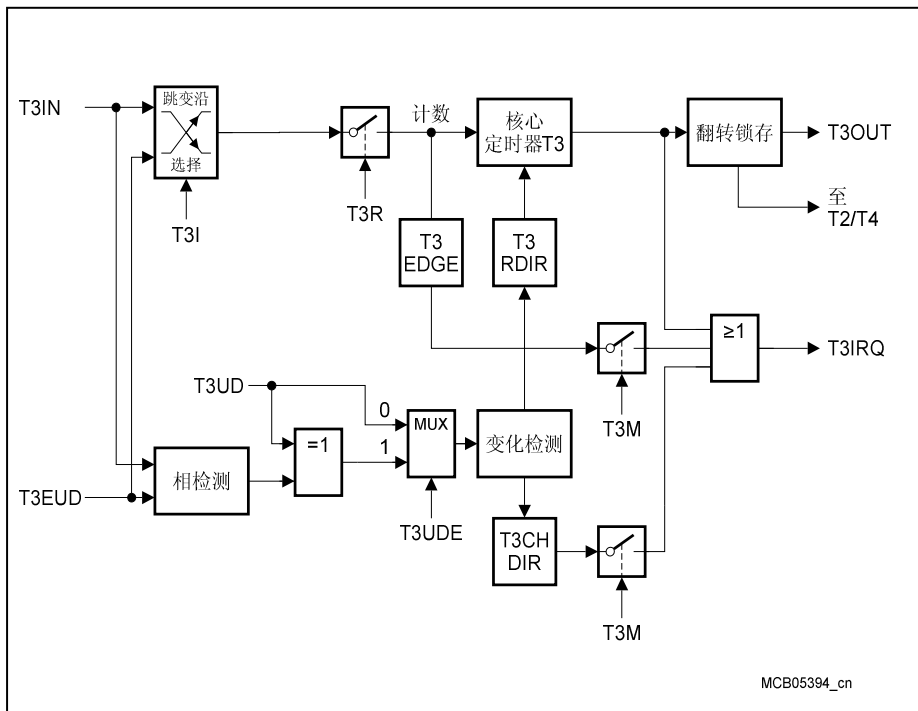 T3IN
跳变沿
选择
T3I
T3R
计数
核心
定时器T3
翻转锁存
T3OUT
至
T2/T4
T3
EDGE
T3
RDIR
≥1
T3IRQ
T3M
T3UD
0
1
MUX
=1
变化检测
相检测
T3EUD
T3UDE
T3CH
DIR
T3M
MCB05394_cn